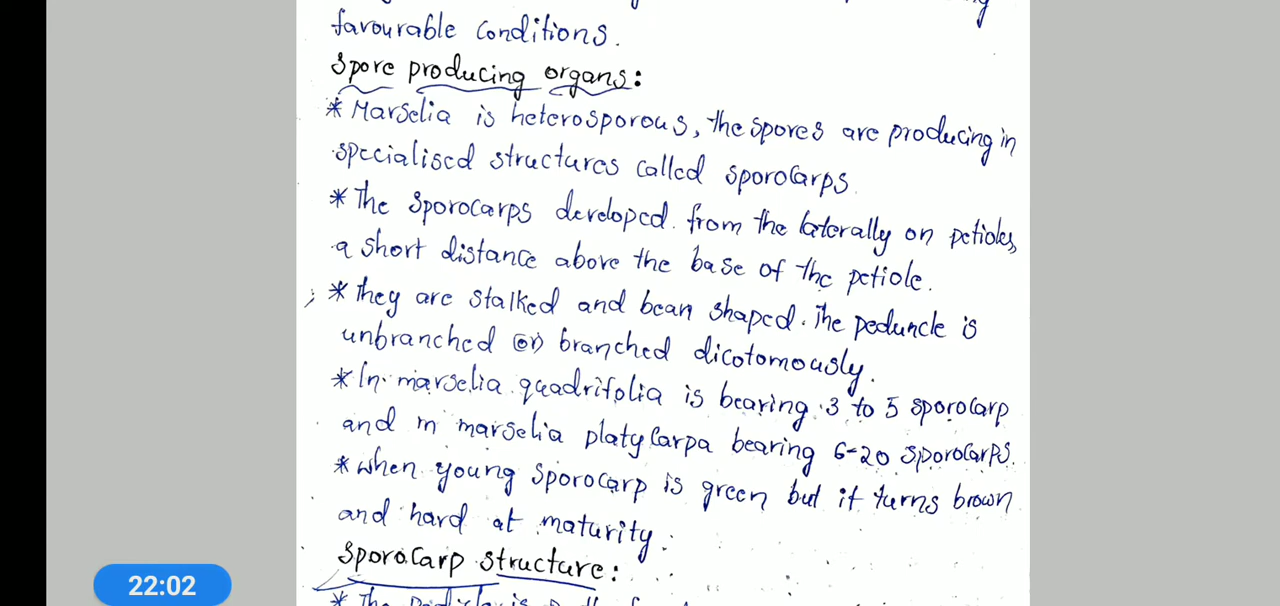 favourable conditions.
Spore producing organs:
* Marselia is heterosporous, the spores are producing in
specialised structures called sporocarps.
* The sporocarps developed from the laterally on petioles,
a short distance above the base of the petiole.
* They are stalked and bean shaped. The peduncle is
unbranched (or) branched dicotomously.
* In marselia quadrifolia is bearing 3 to 5 sporocarp
and in marselia platycarpa bearing 6-20 sporocarps.
* when young sporocarp is green but it turns brown
and hard at maturity.
Sporocarp structure:
* The
22:02